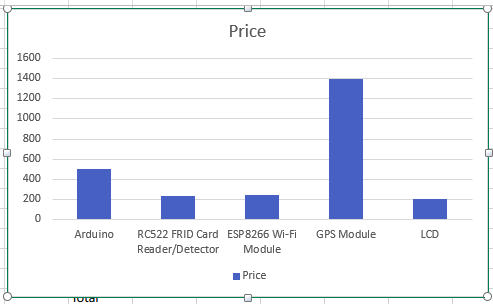 Price
1600
1400
1200
1000
800
600
400
200
0
Arduino RC522 FRID Card ESP8266 Wi-Fi GPS Module LCD
Reader/Detector Module
Price
Total